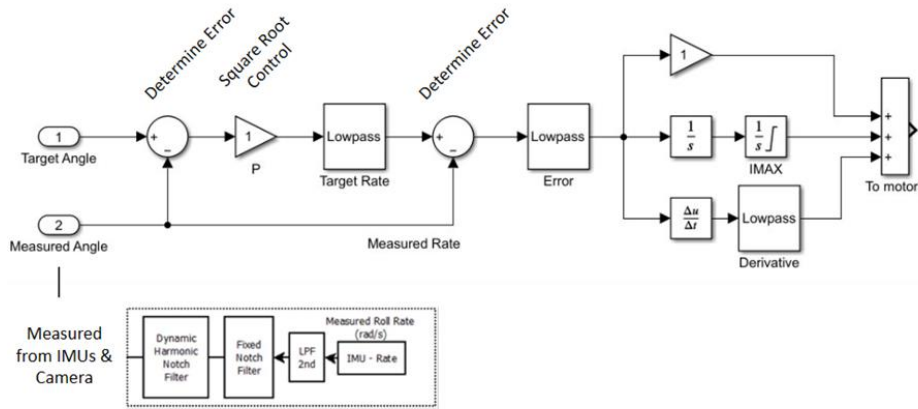 Determine Error
Square Root
Control
Determine Error
1
Target Angle
+
−
1
P
Lowpass
Target Rate
+
−
Lowpass
Error
1
1
s
1
s
IMAX
Δu
Δt
Lowpass
Derivative
+
+
+
To motor
2
Measured Angle
Measured Rate
Measured
from IMUs &
Camera
Dynamic
Harmonic
Notch
Filter
Fixed
Notch
Filter
LPF
2nd
Measured Roll Rate
(rad/s)
IMU - Rate